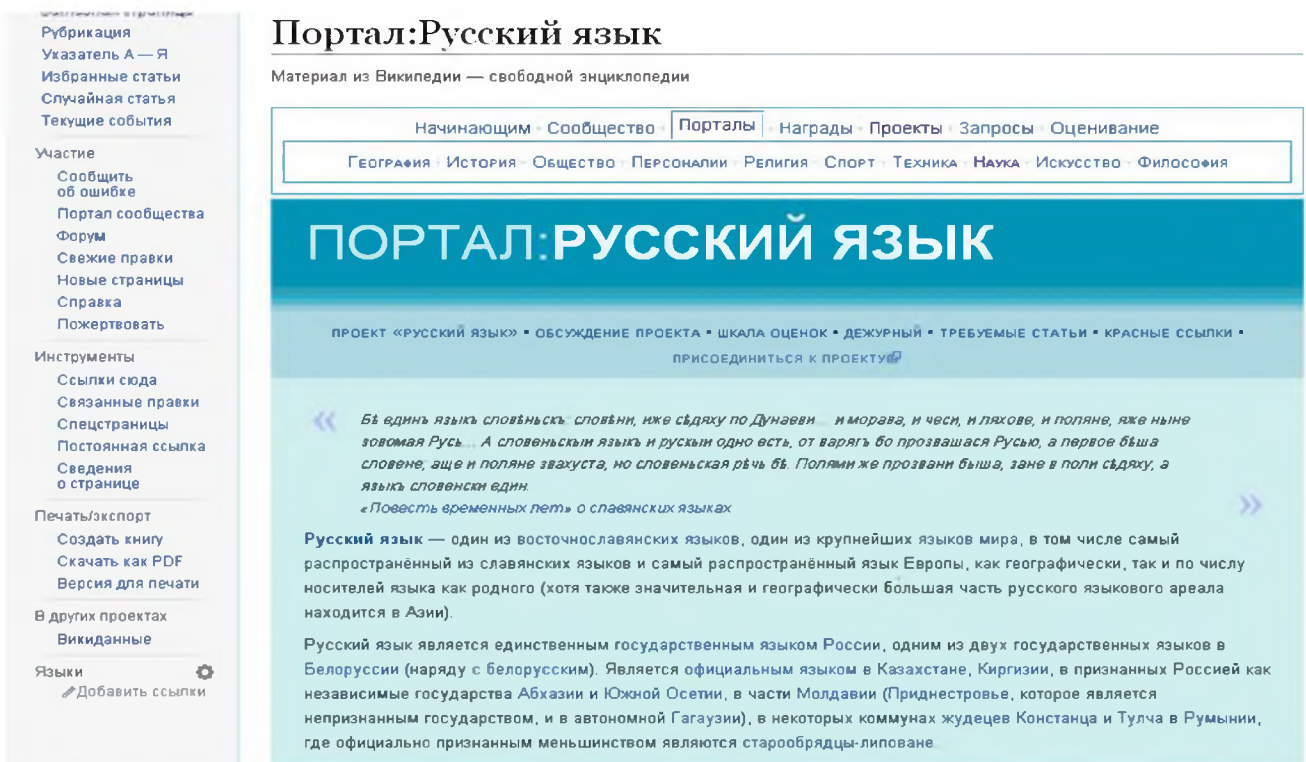 Рубрикация
Указатель А — Я
Избранные статьи
Случайная статья
Текущие события
Участие
Сообщить
об ошибке
Портал сообщества
Форум
Свежие правки
Новые страницы
Справка
Пожертвовать
Инструменты
Ссылки сюда
Связанные правки
Спецстраницы
Постоянная ссылка
Сведения
о странице
Печать/экспорт
Создать книгу
Скачать как PDF
Версия для печати
В других проектах
Викиданные
Языки
Добавить ссылки
Портал:Русский язык
Материал из Википедии — свободной энциклопедии
Начинающим · Сообщество · Порталы · Награды · Проекты · Запросы · Оценивание
География · История · Общество · Персоналии · Религия · Спорт · Техника · Наука · Искусство · Философия
ПОРТАЛ:РУССКИЙ ЯЗЫК
ПРОЕКТ «РУССКИЙ ЯЗЫК» • ОБСУЖДЕНИЕ ПРОЕКТА • ШКАЛА ОЦЕНОК • ДЕЖУРНЫЙ • ТРЕБУЕМЫЕ СТАТЬИ • КРАСНЫЕ ССЫЛКИ •
ПРИСОЕДИНИТЬСЯ К ПРОЕКТУ
« Бѣ единъ языкъ словѣньскъ: словѣни, иже сѣдяху по Дунаеви... и морава, и чеси, и ляхове, и поляне, яже ныне
зовомая Русь... А словеньскыи языкъ и рускыи одно есть, от варягъ бо прозвашася Русью, а первое бѣша
словене; аще и поляне звахуста, но словеньская рѣчь бѣ. Полями же прозвани быша, зане в поли сѣдяху, а
языкъ словенски един.
«Повесть временных лет» о славянских языках »
Русский язык — один из восточнославянских языков, один из крупнейших языков мира, в том числе самый
распространённый из славянских языков и самый распространённый язык Европы, как географически, так и по числу
носителей языка как родного (хотя также значительная и географически бо́льшая часть русского языкового ареала
находится в Азии).
Русский язык является единственным государственным языком России, одним из двух государственных языков в
Белоруссии (наряду с белорусским). Является официальным языком в Казахстане, Киргизии, в признанных Россией как
независимые государства Абхазии и Южной Осетии, в части Молдавии (Приднестровье, которое является
непризнанным государством, и в автономной Гагаузии), в некоторых коммунах жудецев Констанца и Тулча в Румынии,
где официально признанным меньшинством являются старообрядцы-липоване.